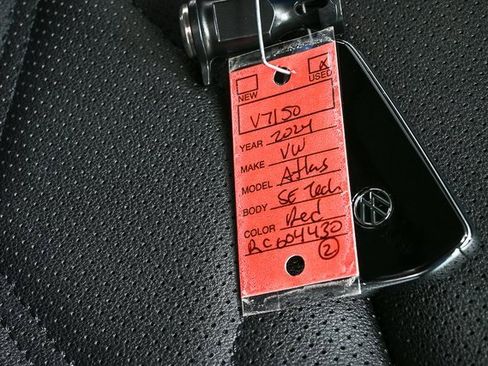 X
NEW USED
V7150
YEAR 2024
MAKE VW
MODEL Atlas
BODY SE Tech
COLOR Red
RC604430
2